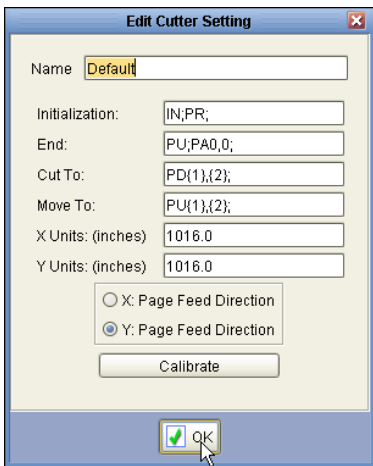 Edit Cutter Setting
Name Default
Initialization: IN;PR;
End: PU;PA0,0;
Cut To: PD{1},{2};
Move To: PU{1},{2};
X Units: (inches) 1016.0
Y Units: (inches) 1016.0
X: Page Feed Direction
Y: Page Feed Direction
Calibrate
OK